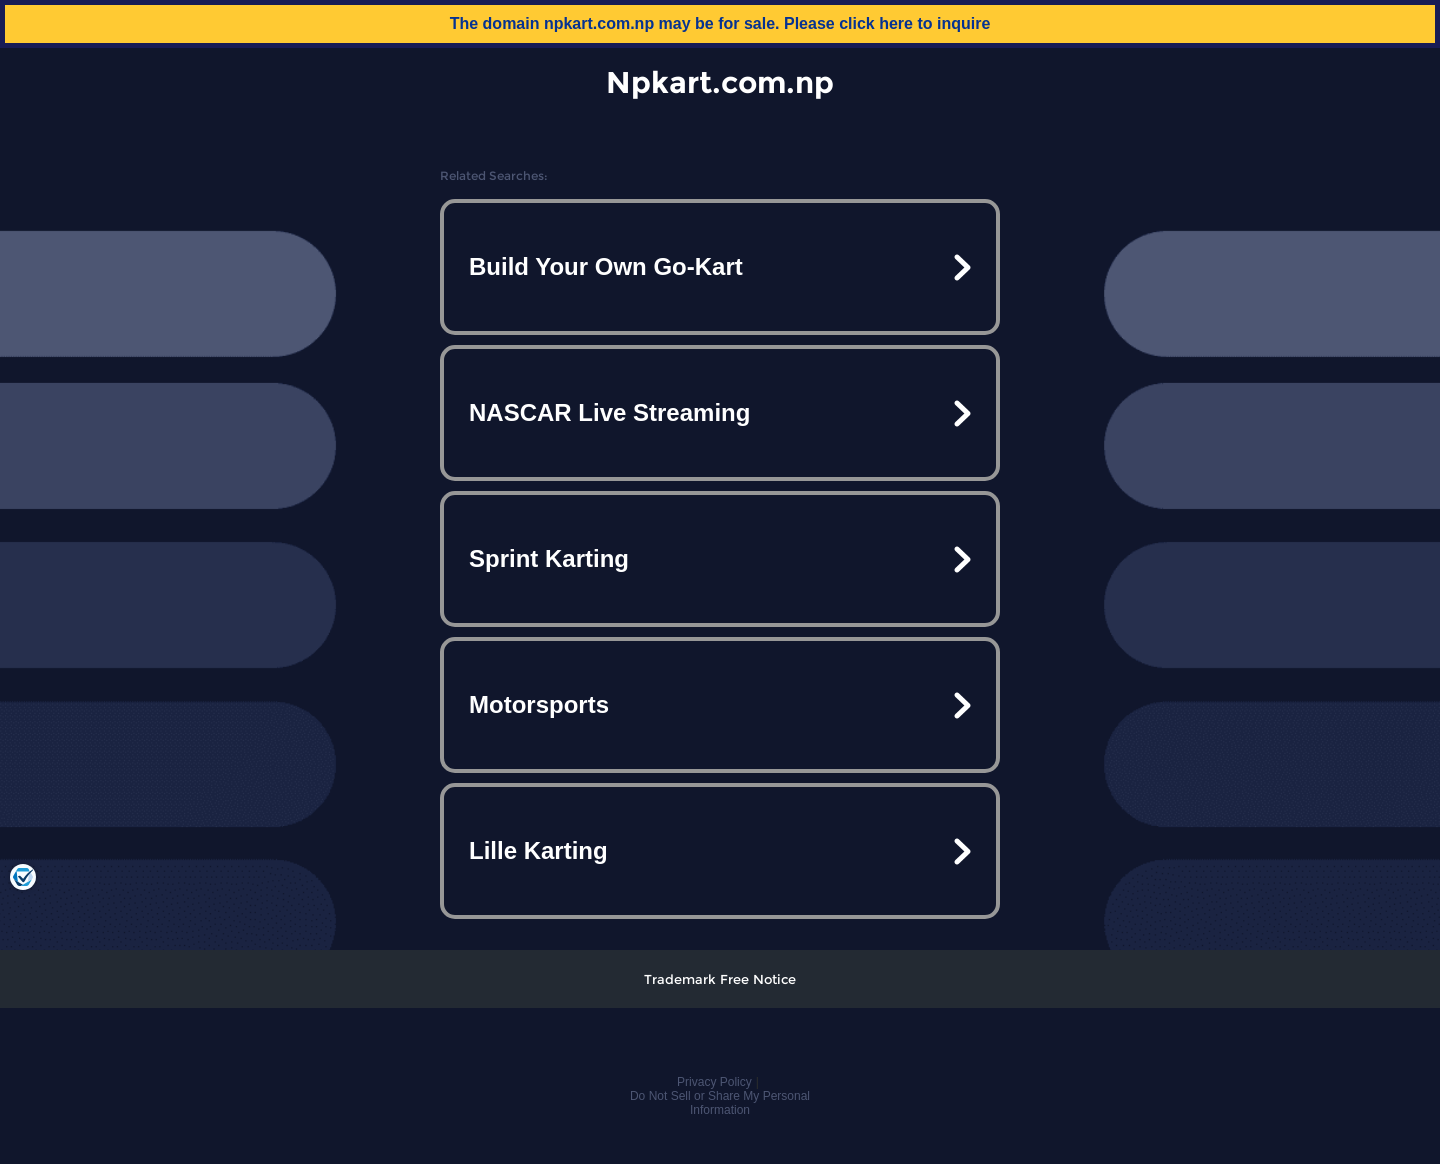 The domain npkart.com.np may be for sale. Please click here to inquire
Npkart.com.np
Related Searches:
Build Your Own Go-Kart
NASCAR Live Streaming
Sprint Karting
Motorsports
Lille Karting
Trademark Free Notice
Privacy Policy |
Do Not Sell or Share My Personal
Information